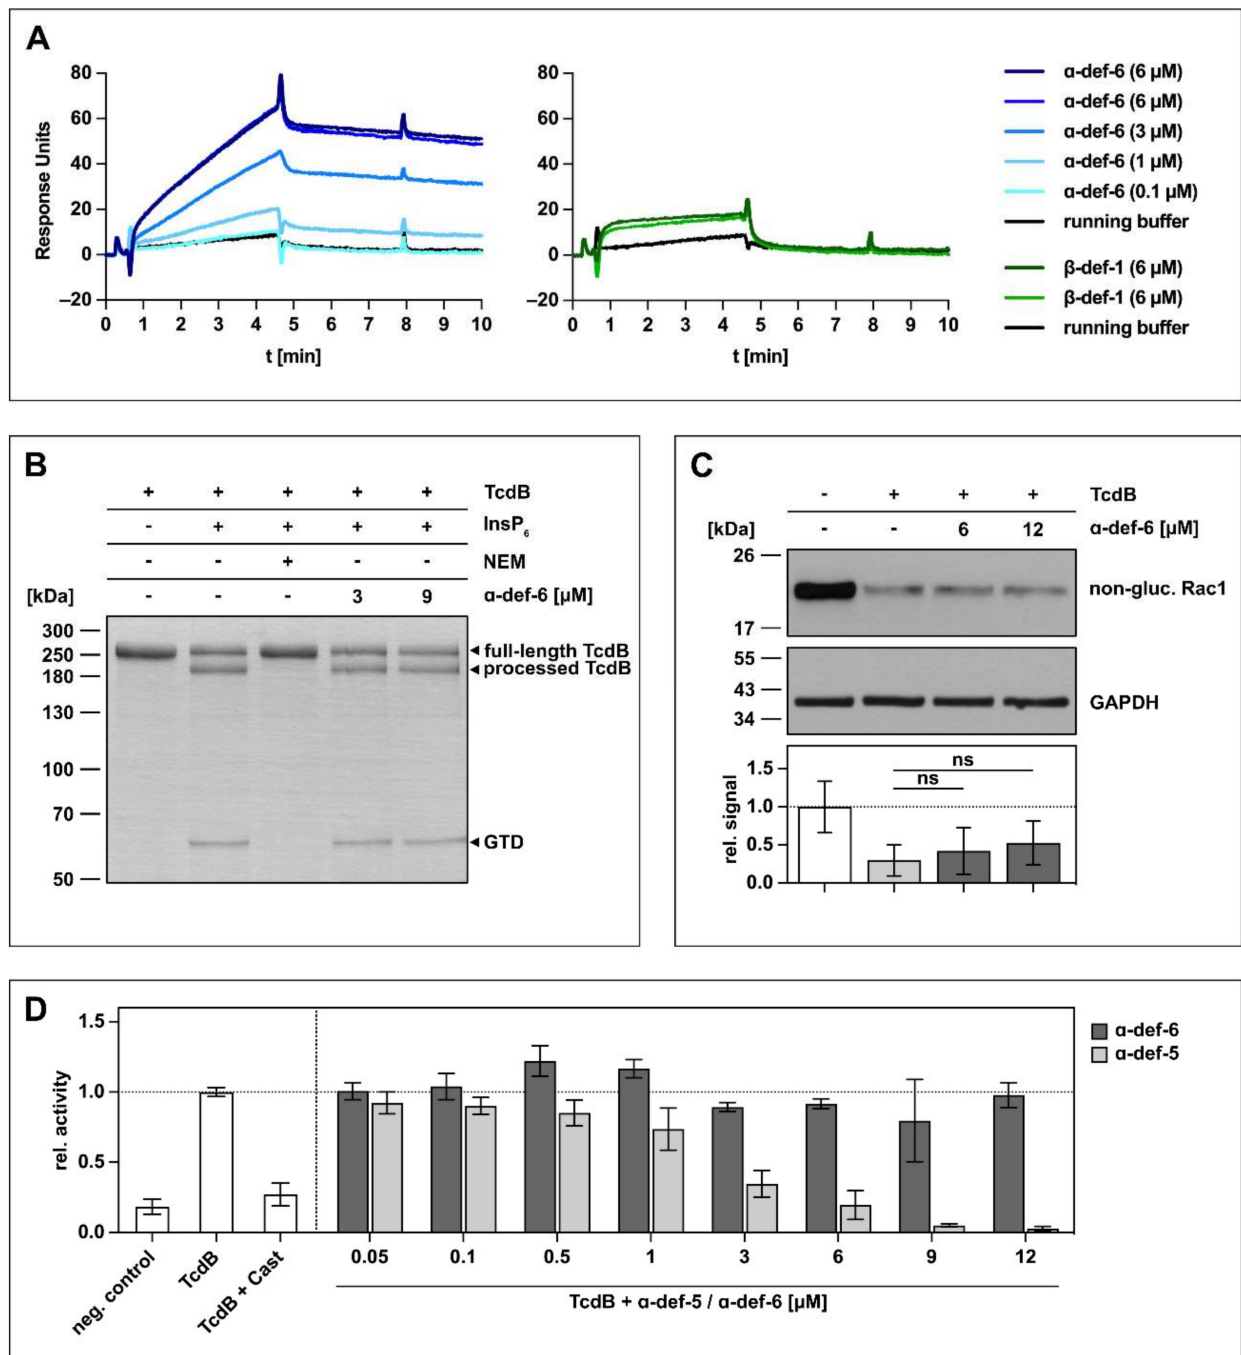 A
80
60
40
20
0
–20
Response Units
0 1 2 3 4 5 6 7 8 9 10
t [min]
80
60
40
20
0
–20
0 1 2 3 4 5 6 7 8 9 10
t [min]
α-def-6 (6 µM)
α-def-6 (6 µM)
α-def-6 (3 µM)
α-def-6 (1 µM)
α-def-6 (0.1 µM)
running buffer
β-def-1 (6 µM)
β-def-1 (6 µM)
running buffer
B
+ + + + + TcdB
- + + + + InsP₆
- - + - - NEM
[kDa] - - - 3 9 α-def-6 [µM]
300
250
180
130
100
70
50
full-length TcdB
processed TcdB
GTD
C
- + + + TcdB
[kDa] - - 6 12 α-def-6 [µM]
26
17
non-gluc. Rac1
55
43
34
GAPDH
1.5
1.0
0.5
0.0
rel. signal
ns
ns
D
1.5
1.0
0.5
0.0
rel. activity
neg. control
TcdB
TcdB + Cast
0.05 0.1 0.5 1 3 6 9 12
TcdB + α-def-5 / α-def-6 [µM]
α-def-6
α-def-5